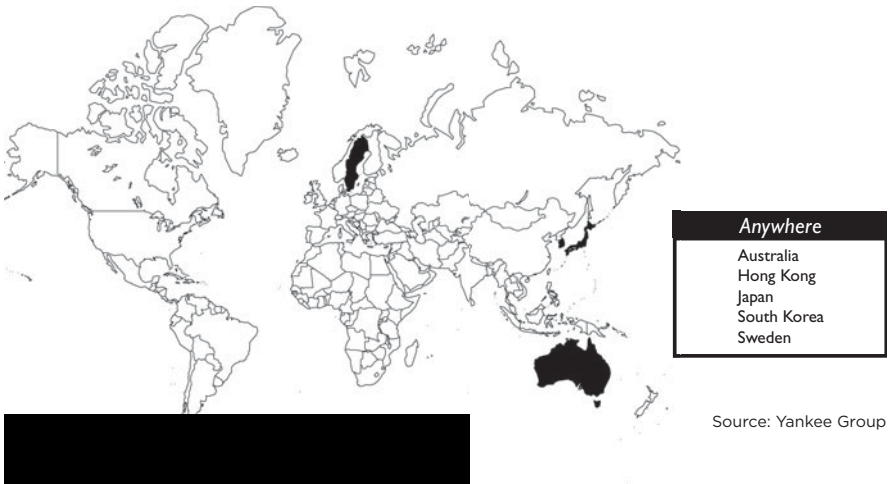 Anywhere
Australia
Hong Kong
Japan
South Korea
Sweden
Source: Yankee Group